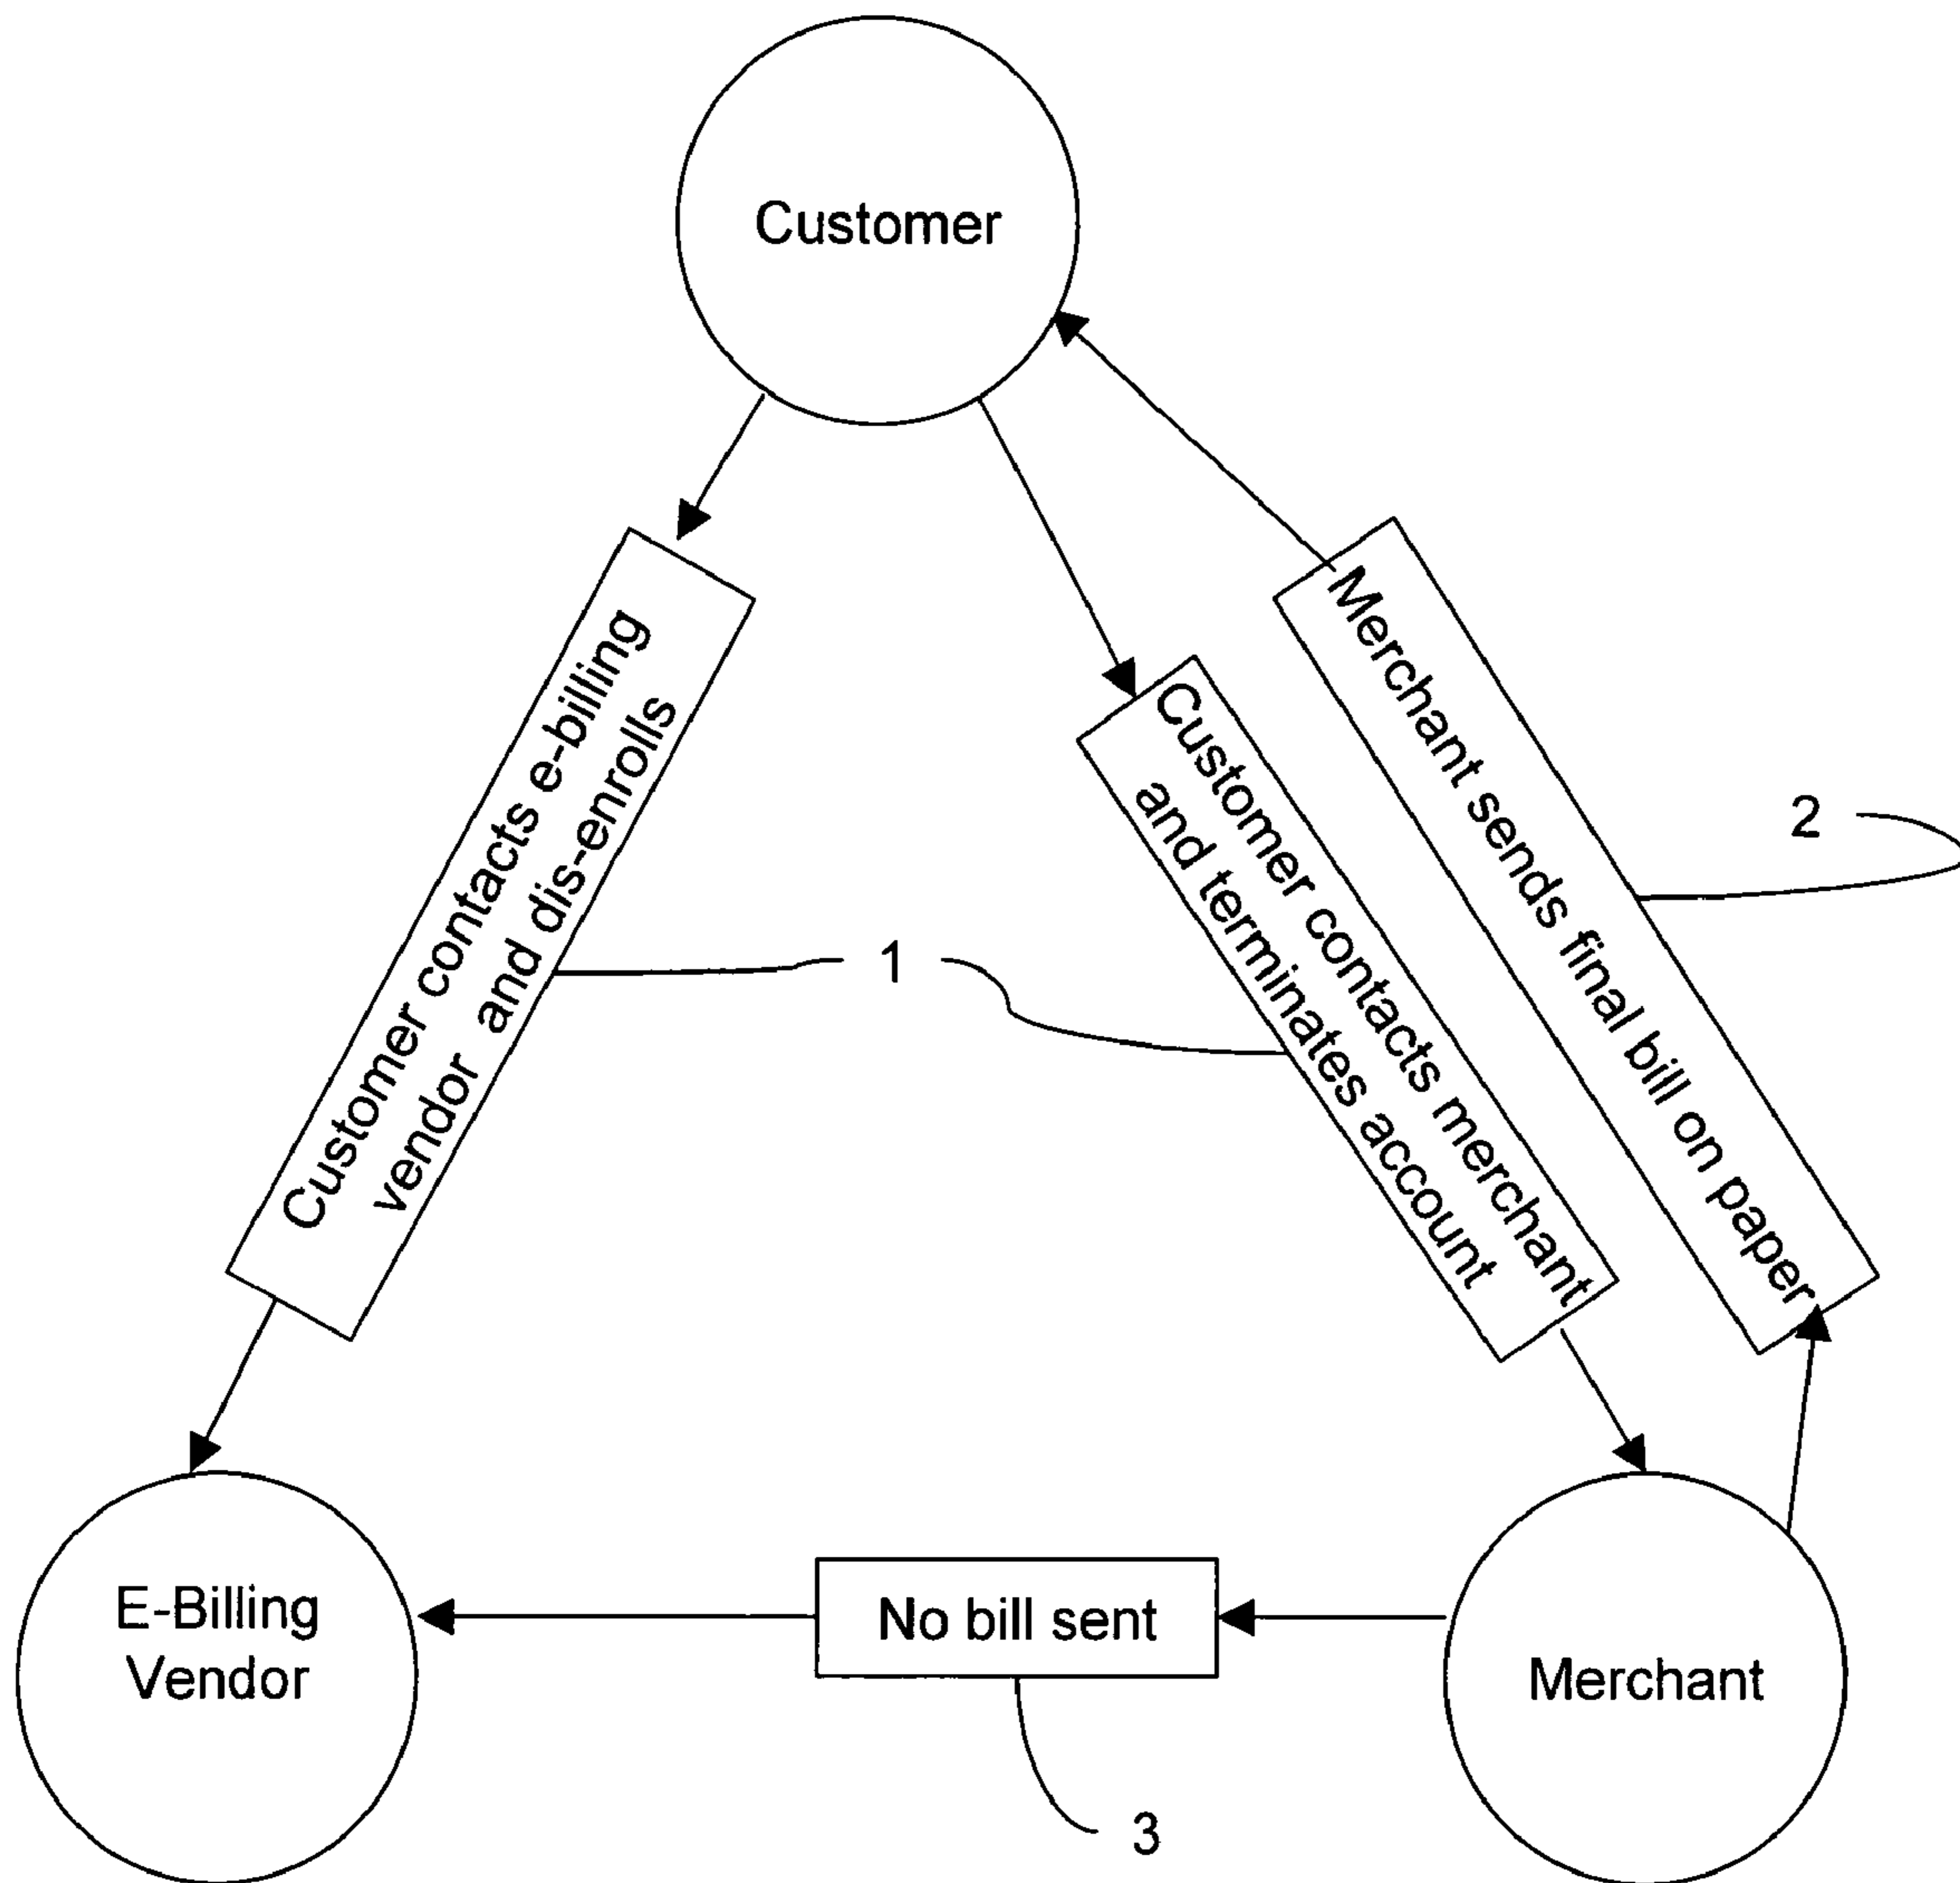 Customer
Customer contacts e-billing
vendor and dis-enrolls
Customer contacts merchant
and terminates account
Merchant sends final bill on paper
2
1
E-Billing
Vendor
No bill sent
Merchant
3